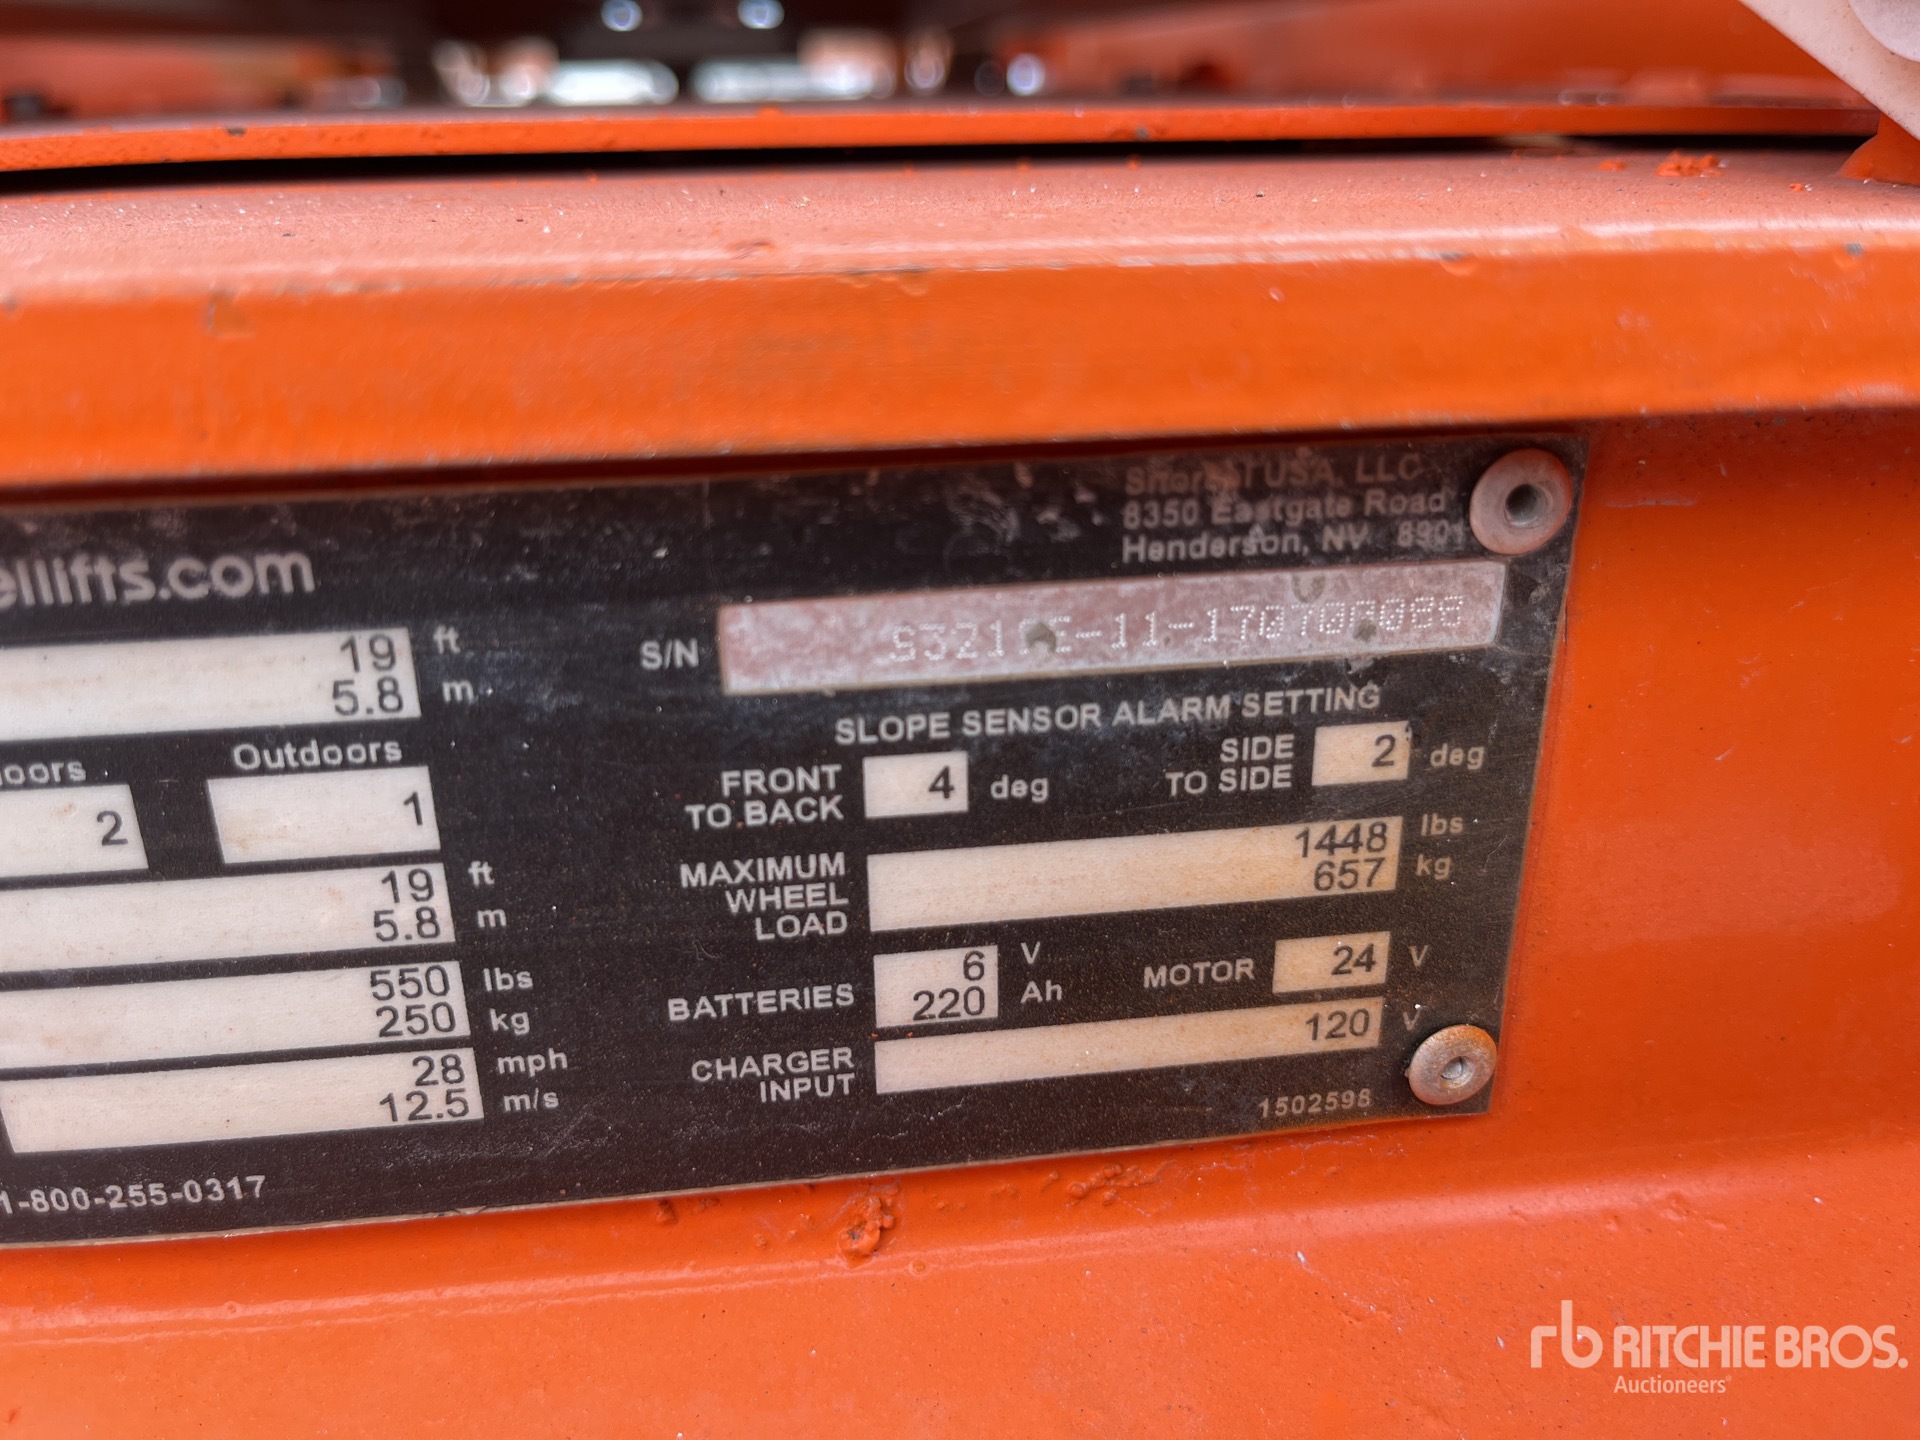 USA, LLC
8350 Eastgate Road
Henderson, NV
ellifts.com
S/N
19 ft
5.8 m
SLOPE SENSOR ALARM SETTING
FRONT TO BACK 4 deg
SIDE TO SIDE 2 deg
Outdoors
2
1
MAXIMUM WHEEL LOAD
1448 lbs
657 kg
19 ft
5.8 m
BATTERIES
6 V
220 Ah
MOTOR 24 V
550 lbs
250 kg
CHARGER INPUT 120 V
28 mph
12.5 m/s
1502598
1-800-255-0317
rb RITCHIE BROS.
Auctioneers